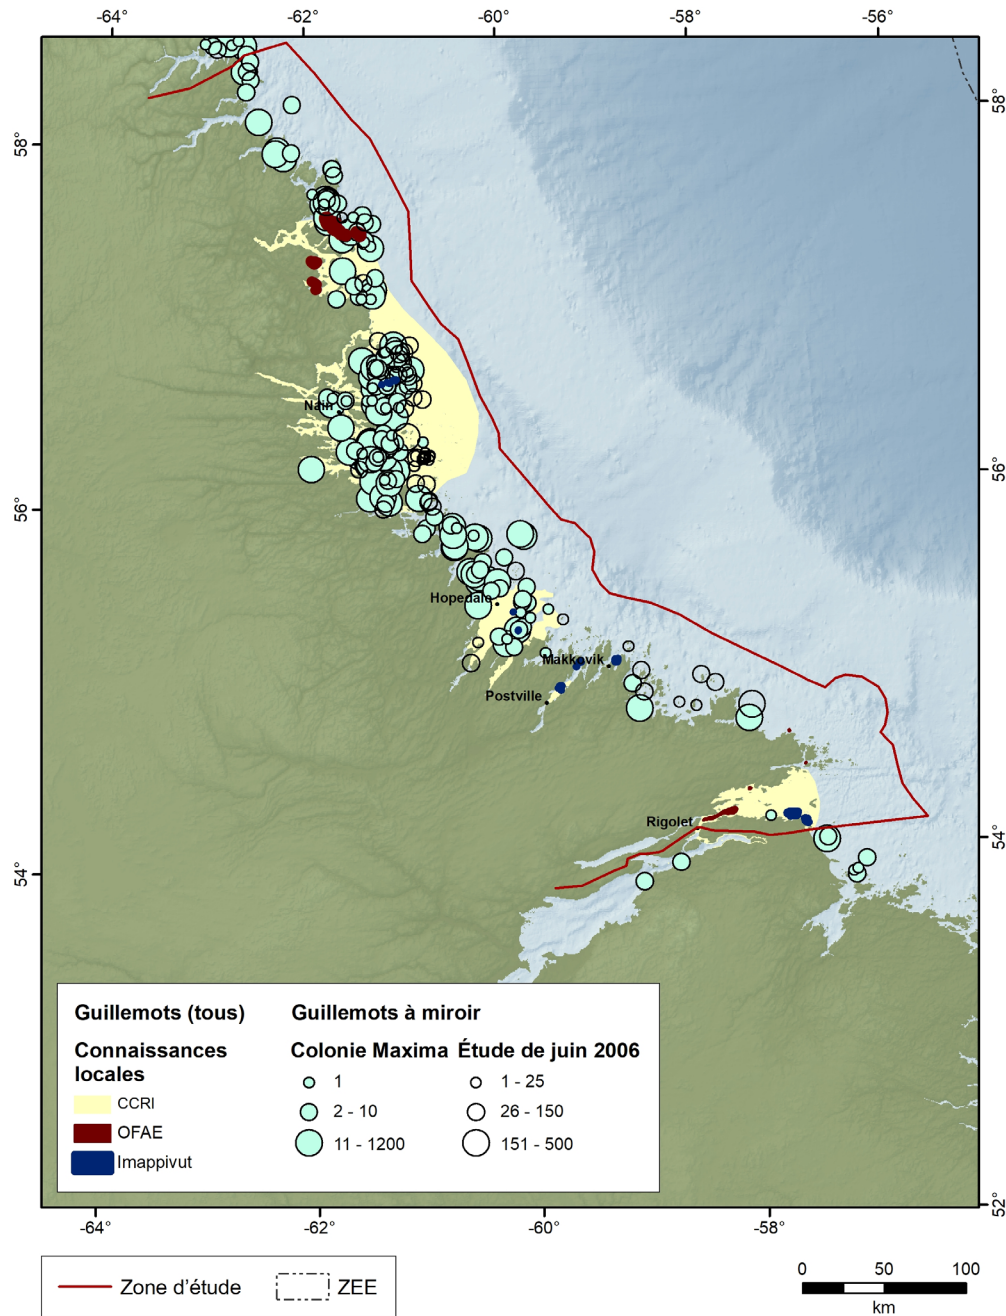 -64°
-62°
-60°
-58°
-56°
58°
58°
56°
56°
54°
54°
52°
Nain
Hopedale
Makkovik
Postville
Rigolet
Guillemots (tous)
Connaissances
locales
CCRI
OFAE
Imappivut
Guillemots à miroir
Colonie Maxima
1
2 - 10
11 - 1200
Étude de juin 2006
1 - 25
26 - 150
151 - 500
-64°
-62°
-60°
-58°
Zone d'étude
ZEE
0
50
100
km